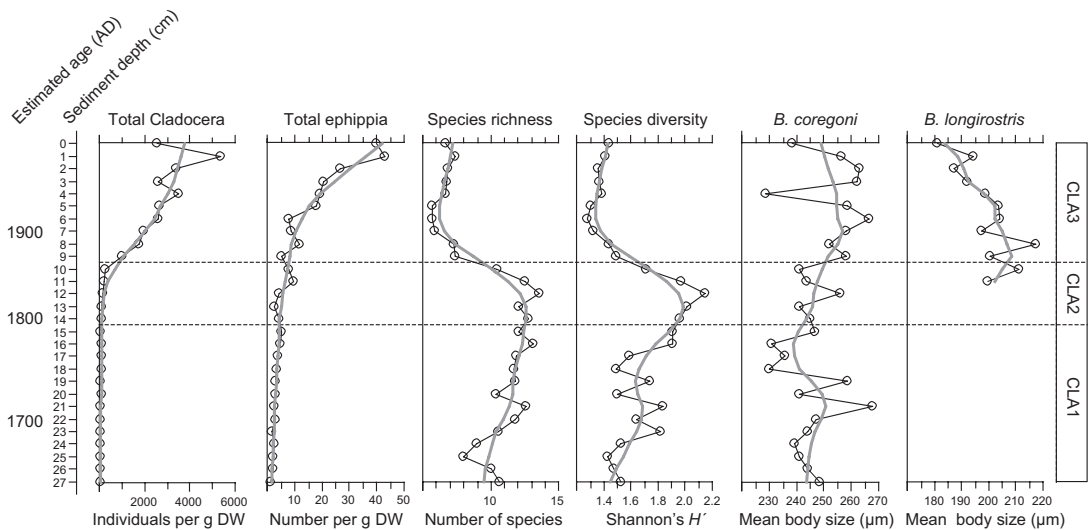 Estimated age (AD)
Sediment depth (cm)
Total Cladocera
Total ephippia
Species richness
Species diversity
B. coregoni
B. longirostris
0
1
2
3
4
5
6
1900 7
8
9
10
11
12
13
1800 14
15
16
17
18
19
20
21
1700 22
23
24
25
26
27
CLA3
CLA2
CLA1
0 2000 4000 6000
10 20 30 40 50
10 15
1.4 1.6 1.8 2.0 2.2
230 240 250 260 270
180 190 200 210 220
Individuals per g DW
Number per g DW
Number of species
Shannon's H´
Mean body size (µm)
Mean body size (µm)